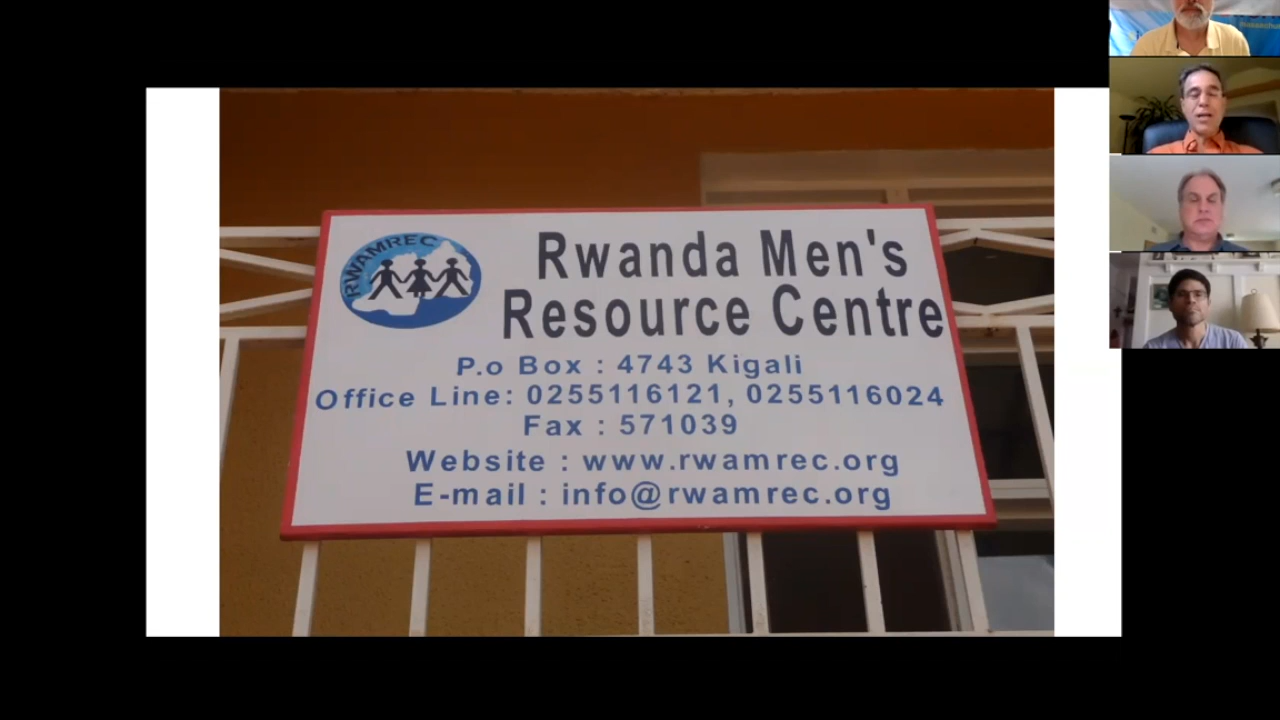 RWAMREC
Rwanda Men's
Resource Centre
P.o Box : 4743 Kigali
Office Line: 0255116121, 0255116024
Fax : 571039
Website : www.rwamrec.org
E-mail : info@rwamrec.org